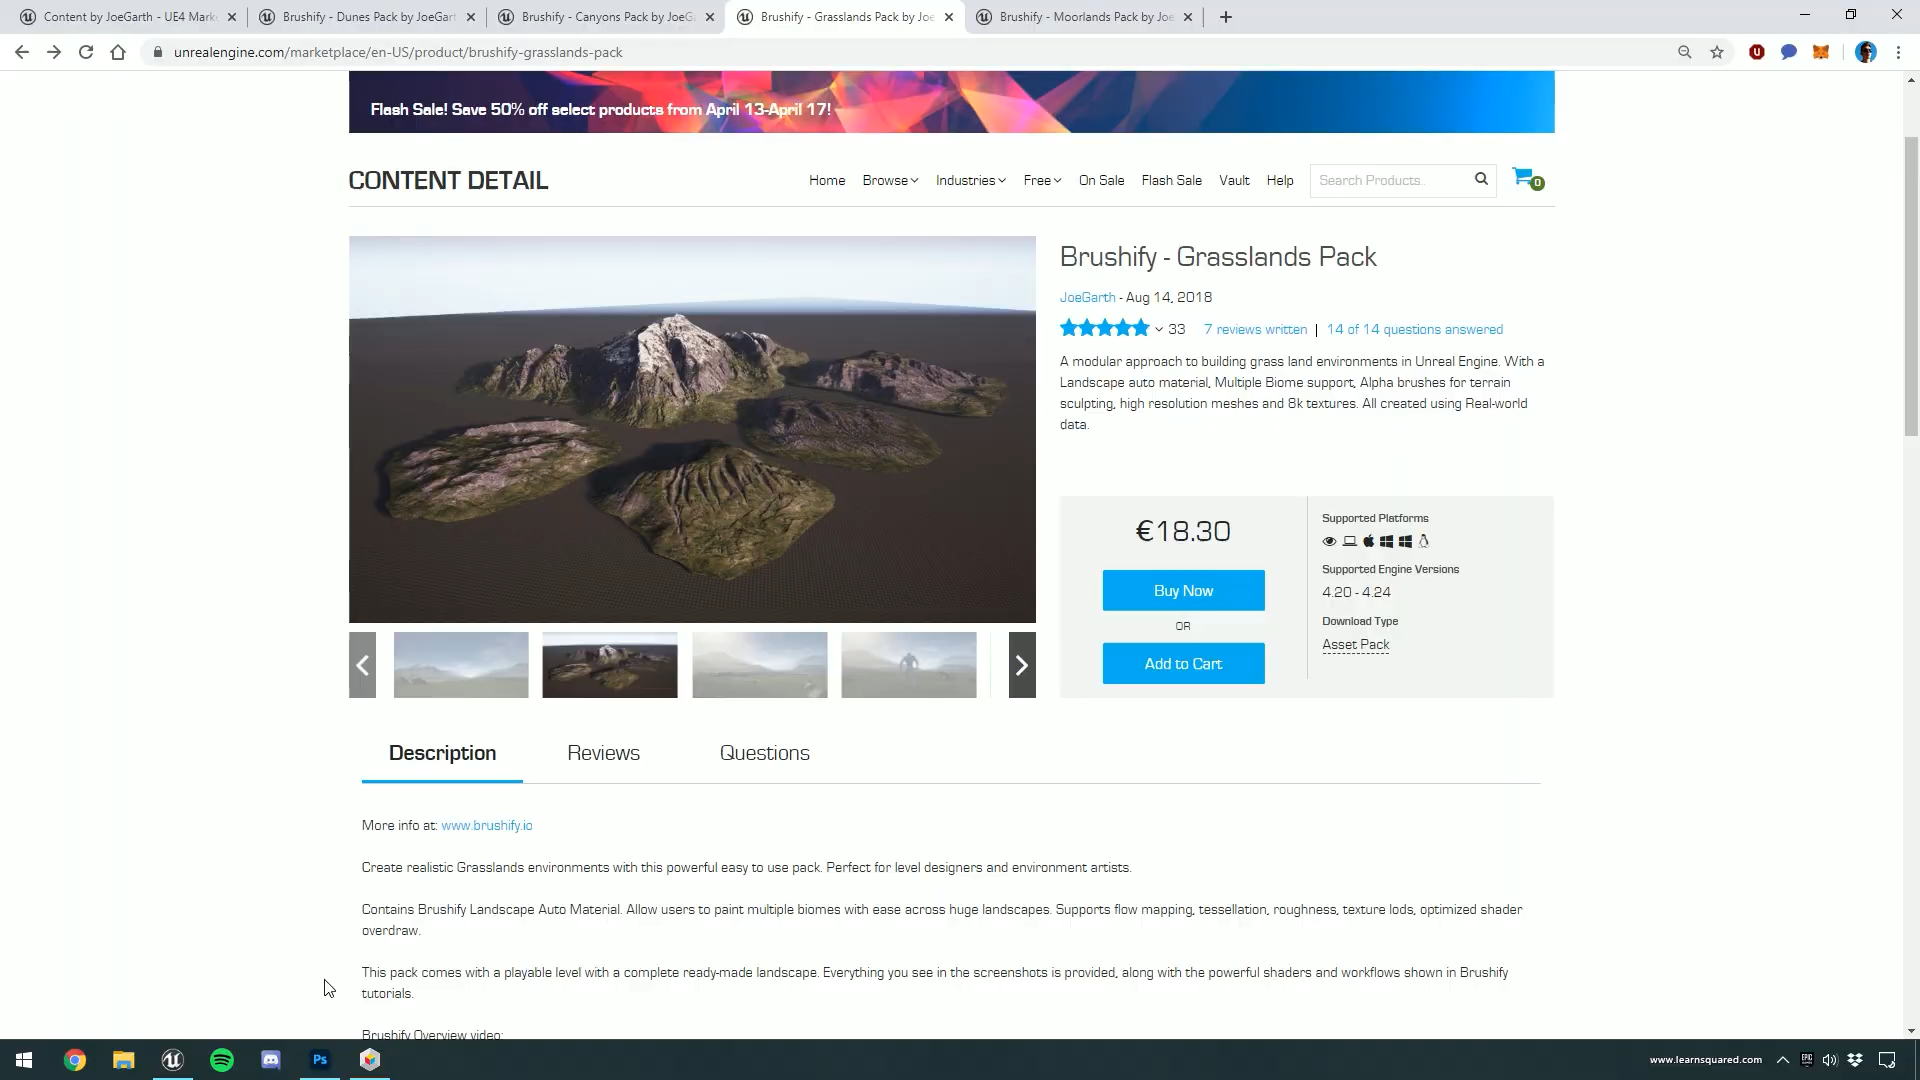 Content by JoeGarth - UE4 Mark
Brushify - Dunes Pack by JoeGart
Brushify - Canyons Pack by JoeG
Brushify - Grasslands Pack by Joe
Brushify - Moorlands Pack by Joe
unrealengine.com/marketplace/en-US/product/brushify-grasslands-pack
Flash Sale! Save 50% off select products from April 13-April 17!
CONTENT DETAIL
Home
Browse
Industries
Free
On Sale
Flash Sale
Vault
Help
Search Products..
0
Brushify - Grasslands Pack
JoeGarth - Aug 14, 2018
33 7 reviews written | 14 of 14 questions answered
A modular approach to building grass land environments in Unreal Engine. With a
Landscape auto material, Multiple Biome support, Alpha brushes for terrain
sculpting, high resolution meshes and 8k textures. All created using Real-world
data.
€18.30
Buy Now
OR
Add to Cart
Supported Platforms
Supported Engine Versions
4.20 - 4.24
Download Type
Asset Pack
Description
Reviews
Questions
More info at: www.brushify.io
Create realistic Grasslands environments with this powerful easy to use pack. Perfect for level designers and environment artists.
Contains Brushify Landscape Auto Material. Allow users to paint multiple biomes with ease across huge landscapes. Supports flow mapping, tessellation, roughness, texture lods, optimized shader
overdraw.
This pack comes with a playable level with a complete ready-made landscape. Everything you see in the screenshots is provided, along with the powerful shaders and workflows shown in Brushify
tutorials.
Brushify Overview video:
Ps
www.learnsquared.com
EPIC